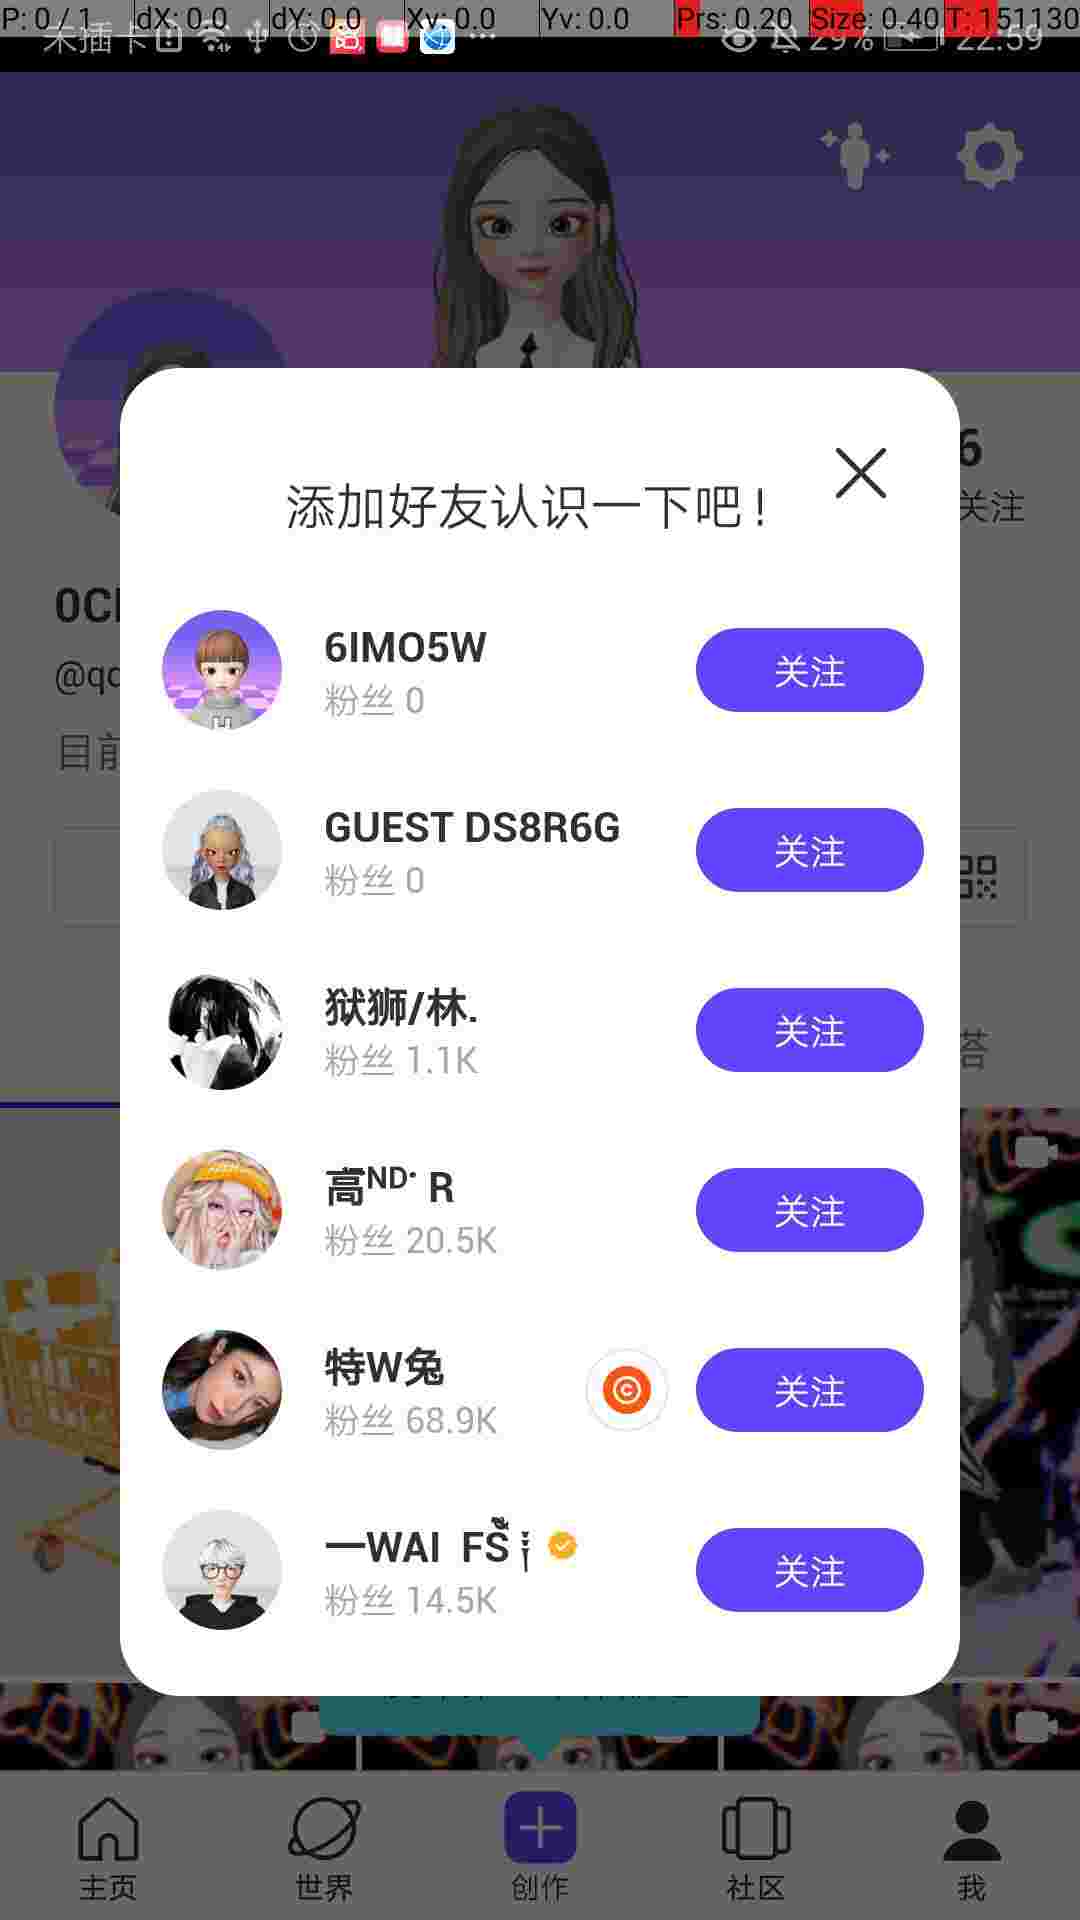 P: 0 / 1 dX: 0.0 dY: 0.0 Xv: 0.0 Yv: 0.0 Prs: 0.20 Size: 0.40 T: 151130
未插卡 29% 22:59
6
添加好友认识一下吧!
关注
0C
@qc
目前
6IMO5W
粉丝 0
关注
GUEST DS8R6G
粉丝 0
关注
狱狮/林.
粉丝 1.1K
关注
答
高ᴺᴰ· R
粉丝 20.5K
关注
特W兔
粉丝 68.9K
关注
一WAI FS
粉丝 14.5K
关注
主页 世界 创作 社区 我